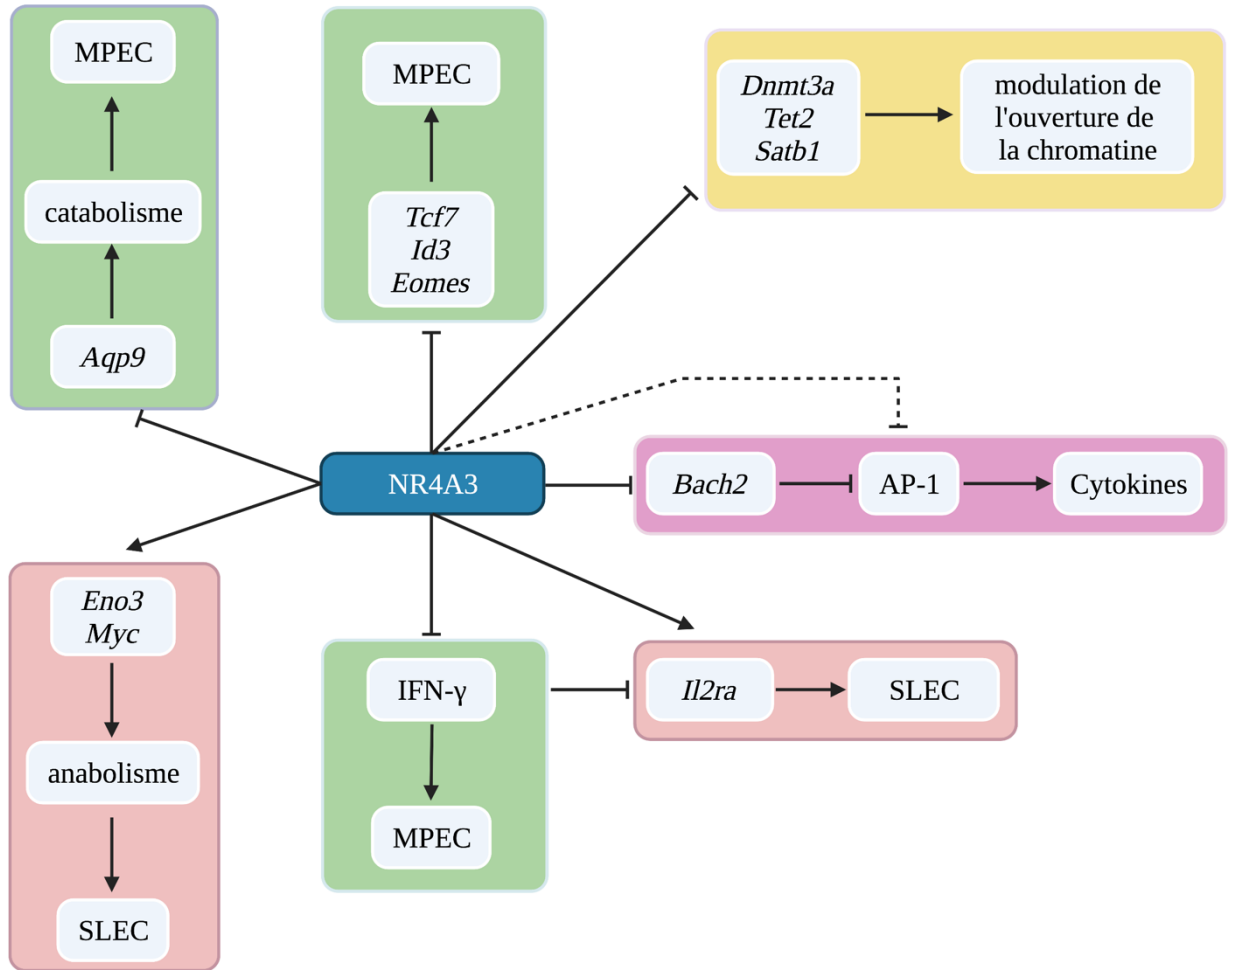 MPEC
catabolisme
Aqp9
MPEC
Tcf7
Id3
Eomes
Dnmt3a
Tet2
Satb1
modulation de
l'ouverture de
la chromatine
NR4A3
Bach2
AP-1
Cytokines
Eno3
Myc
anabolisme
SLEC
IFN-γ
MPEC
Il2ra
SLEC